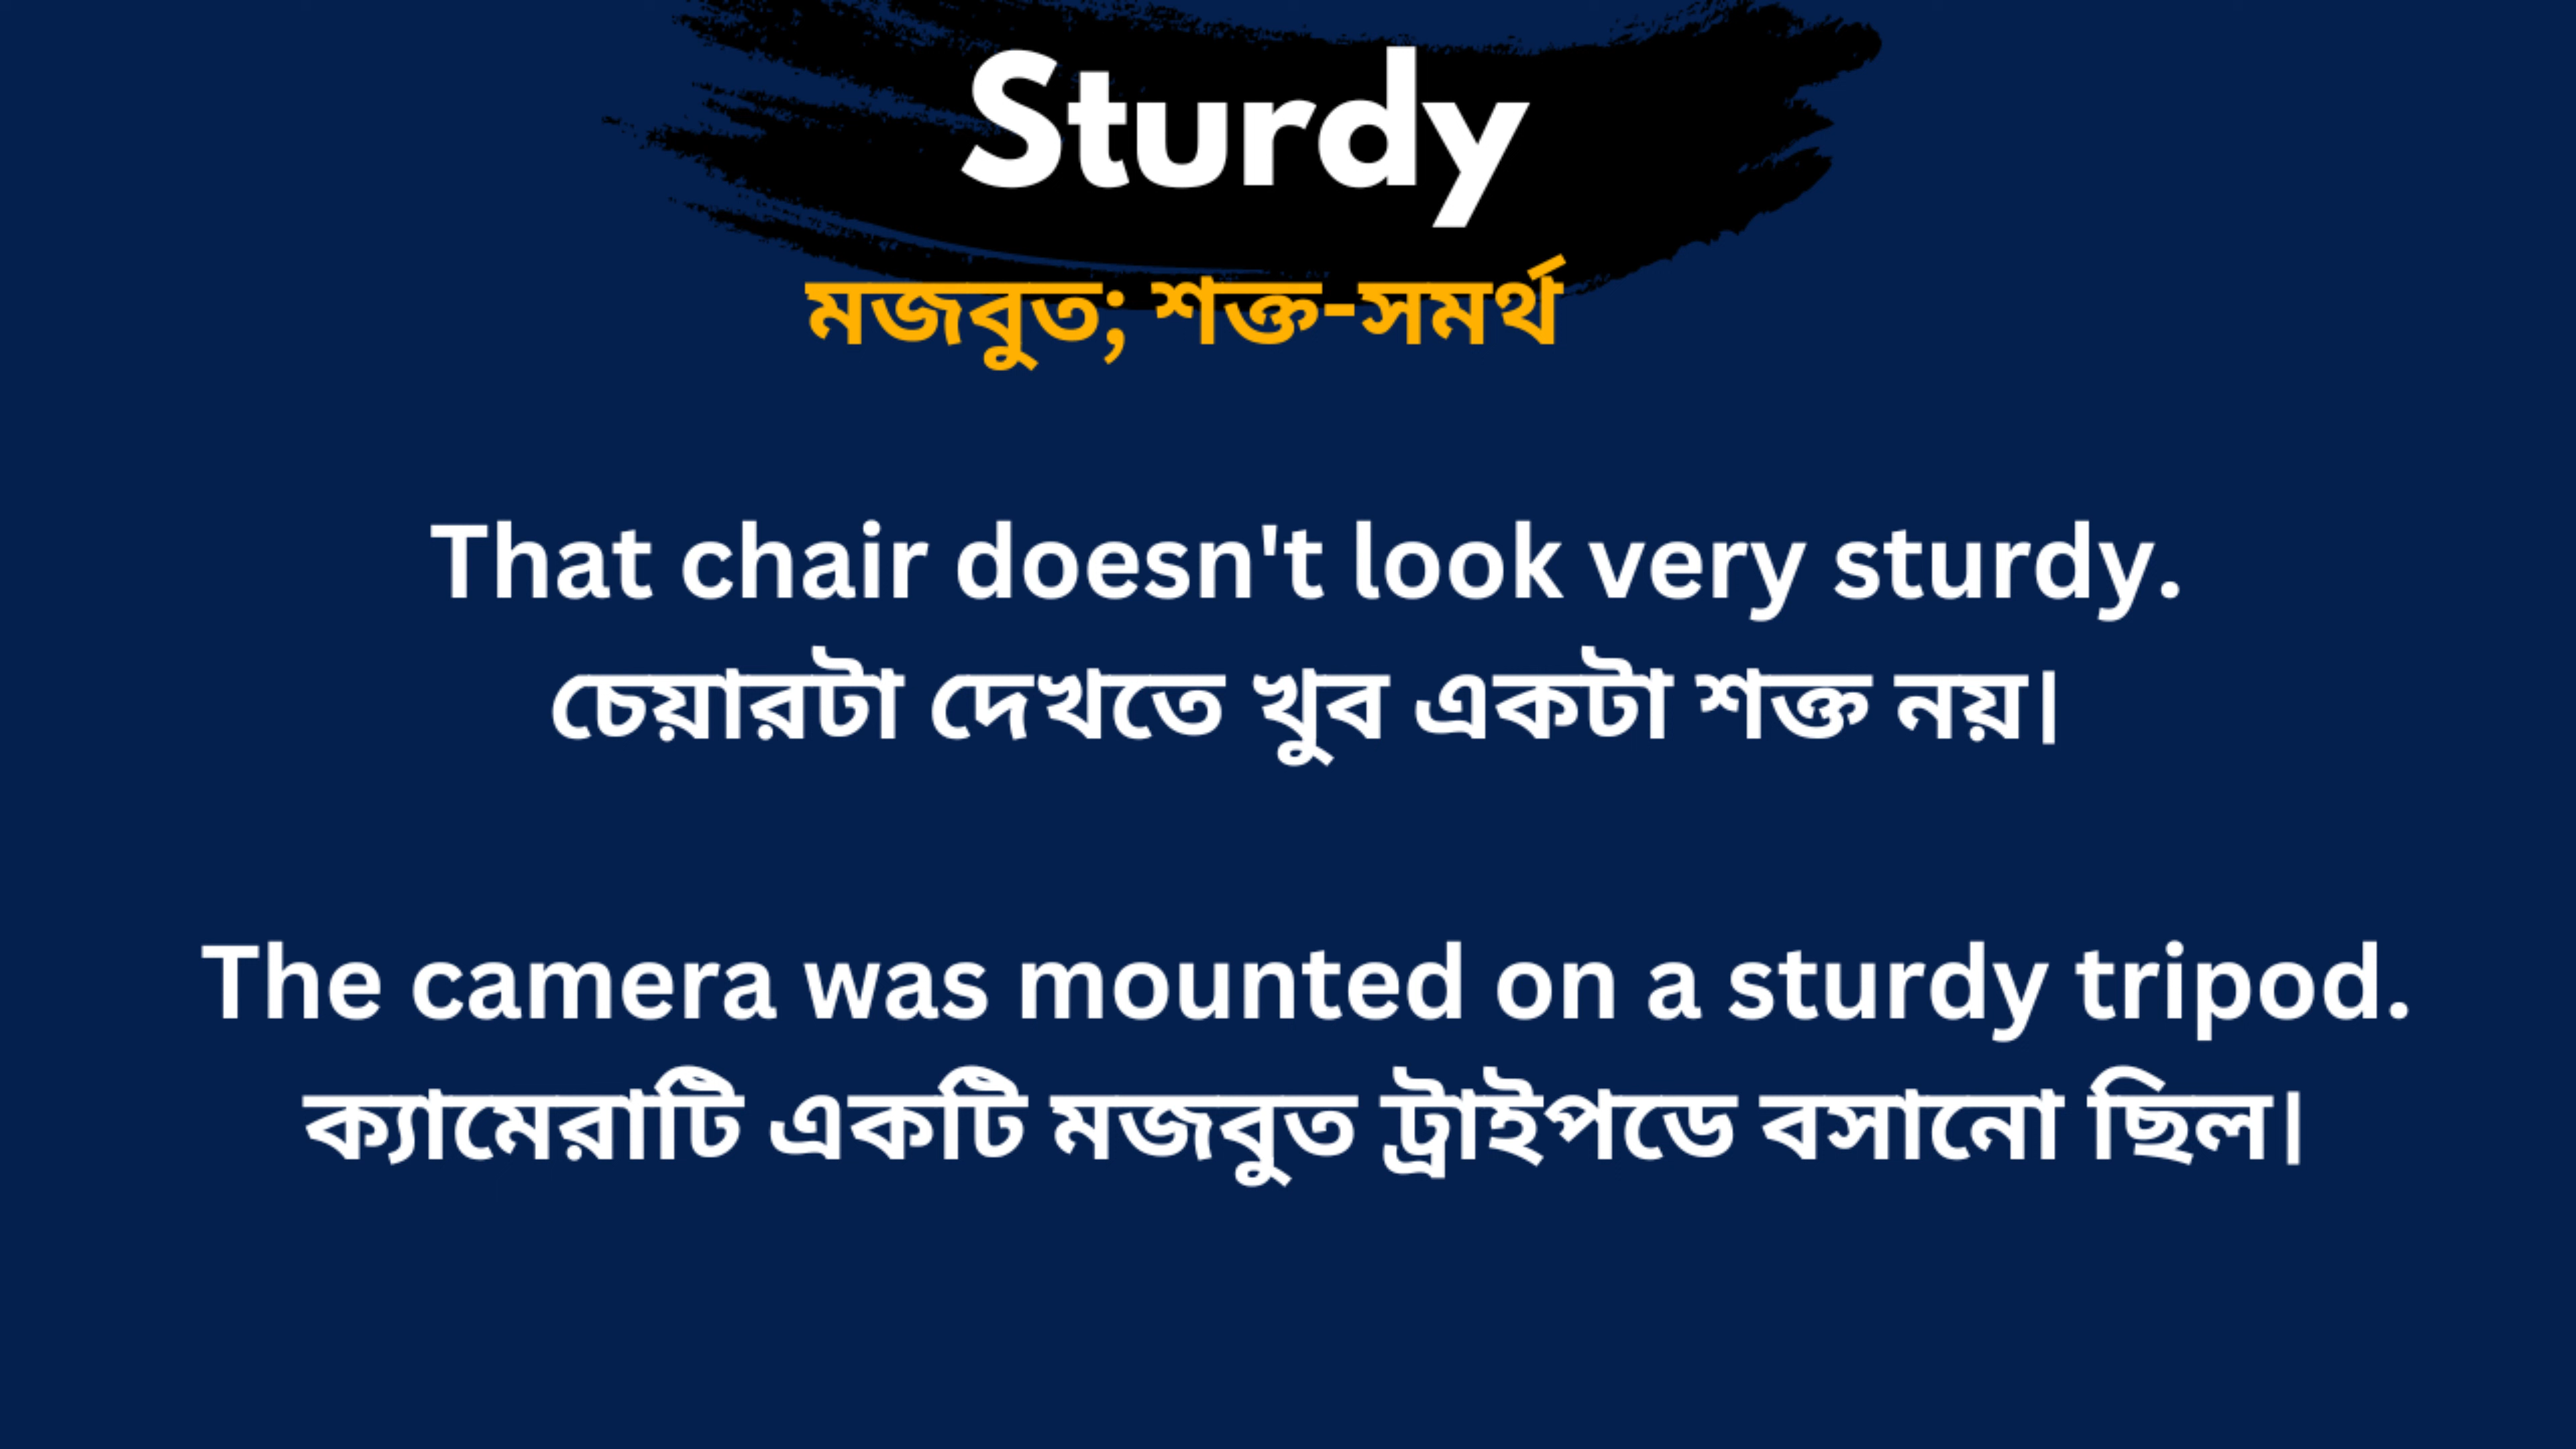 Sturdy
মজবুত; শক্ত-সমর্থ
That chair doesn't look very sturdy.
চেয়ারটা দেখতে খুব একটা শক্ত নয়।
The camera was mounted on a sturdy tripod.
ক্যামেরাটি একটি মজবুত ট্রাইপডে বসানো ছিল।